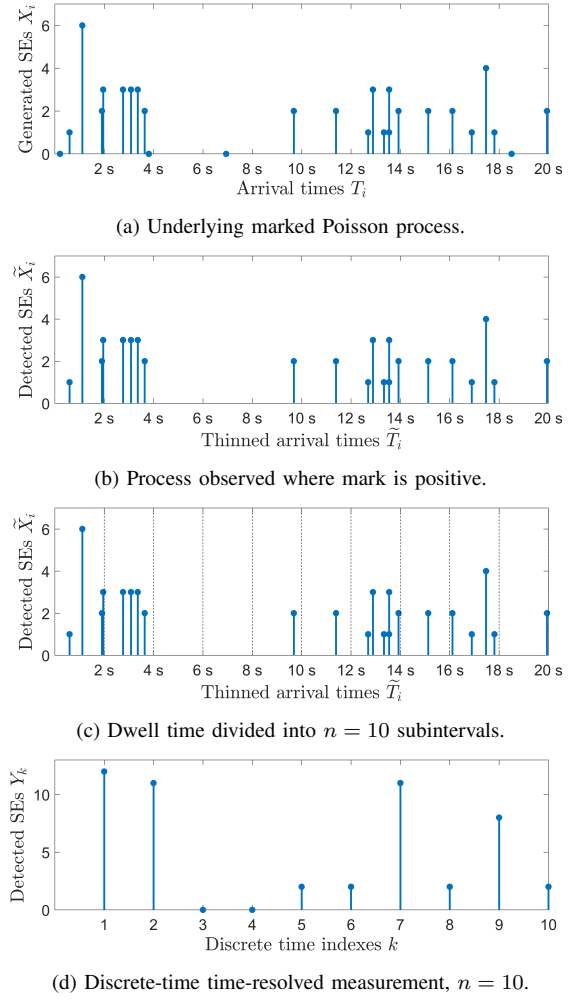 6
4
2
0
Generated SEs X_i
2 s 4 s 6 s 8 s 10 s 12 s 14 s 16 s 18 s 20 s
Arrival times T_i
(a) Underlying marked Poisson process.
6
4
2
0
Detected SEs X̃_i
2 s 4 s 6 s 8 s 10 s 12 s 14 s 16 s 18 s 20 s
Thinned arrival times T̃_i
(b) Process observed where mark is positive.
6
4
2
0
Detected SEs X̃_i
2 s 4 s 6 s 8 s 10 s 12 s 14 s 16 s 18 s 20 s
Thinned arrival times T̃_i
(c) Dwell time divided into n = 10 subintervals.
10
5
0
Detected SEs Y_k
1 2 3 4 5 6 7 8 9 10
Discrete time indexes k
(d) Discrete-time time-resolved measurement, n = 10.